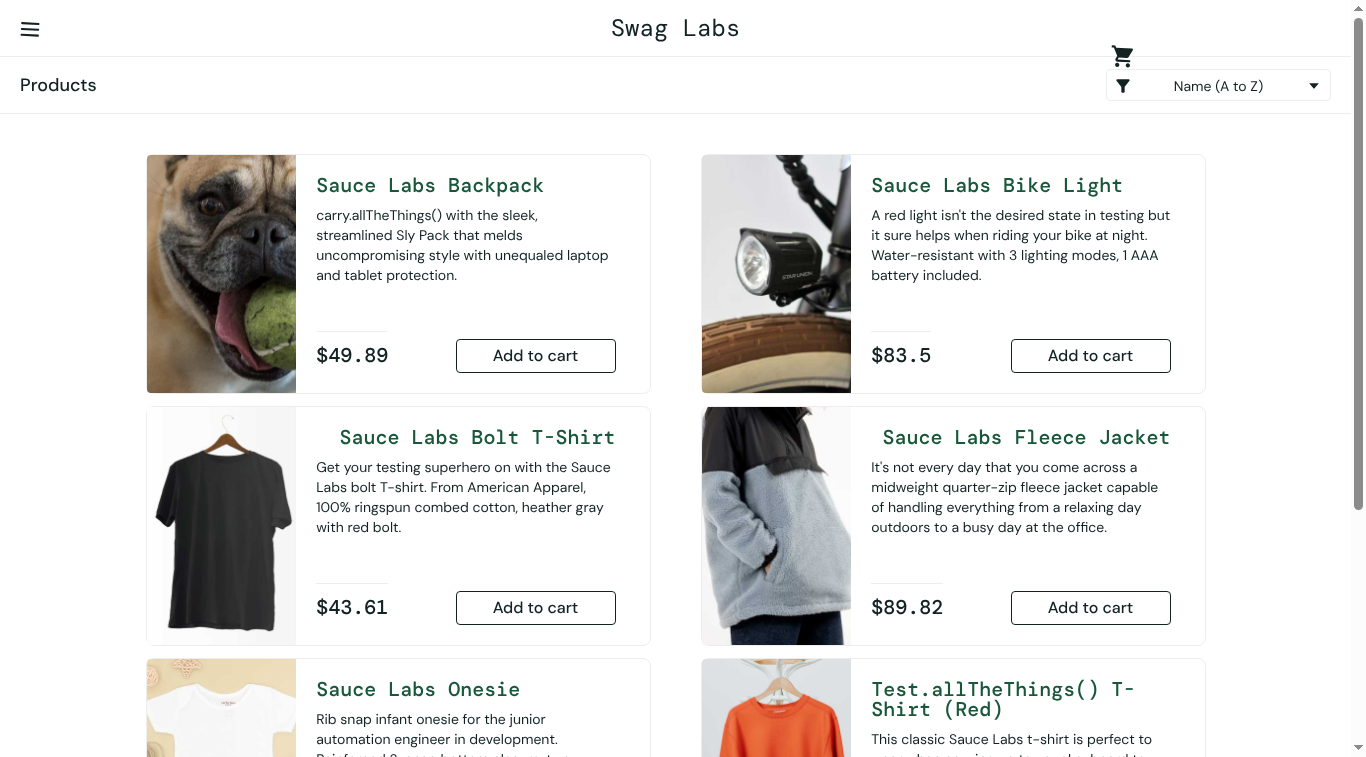 Swag Labs
Products
Name (A to Z)
Sauce Labs Backpack
carry.allTheThings() with the sleek,
streamlined Sly Pack that melds
uncompromising style with unequaled laptop
and tablet protection.
$49.89
Add to cart
Sauce Labs Bike Light
A red light isn't the desired state in testing but
it sure helps when riding your bike at night.
Water-resistant with 3 lighting modes, 1 AAA
battery included.
$83.5
Add to cart
Sauce Labs Bolt T-Shirt
Get your testing superhero on with the Sauce
Labs bolt T-shirt. From American Apparel,
100% ringspun combed cotton, heather gray
with red bolt.
$43.61
Add to cart
Sauce Labs Fleece Jacket
It's not every day that you come across a
midweight quarter-zip fleece jacket capable
of handling everything from a relaxing day
outdoors to a busy day at the office.
$89.82
Add to cart
Sauce Labs Onesie
Rib snap infant onesie for the junior
automation engineer in development.
Test.allTheThings() T-
Shirt (Red)
This classic Sauce Labs t-shirt is perfect to